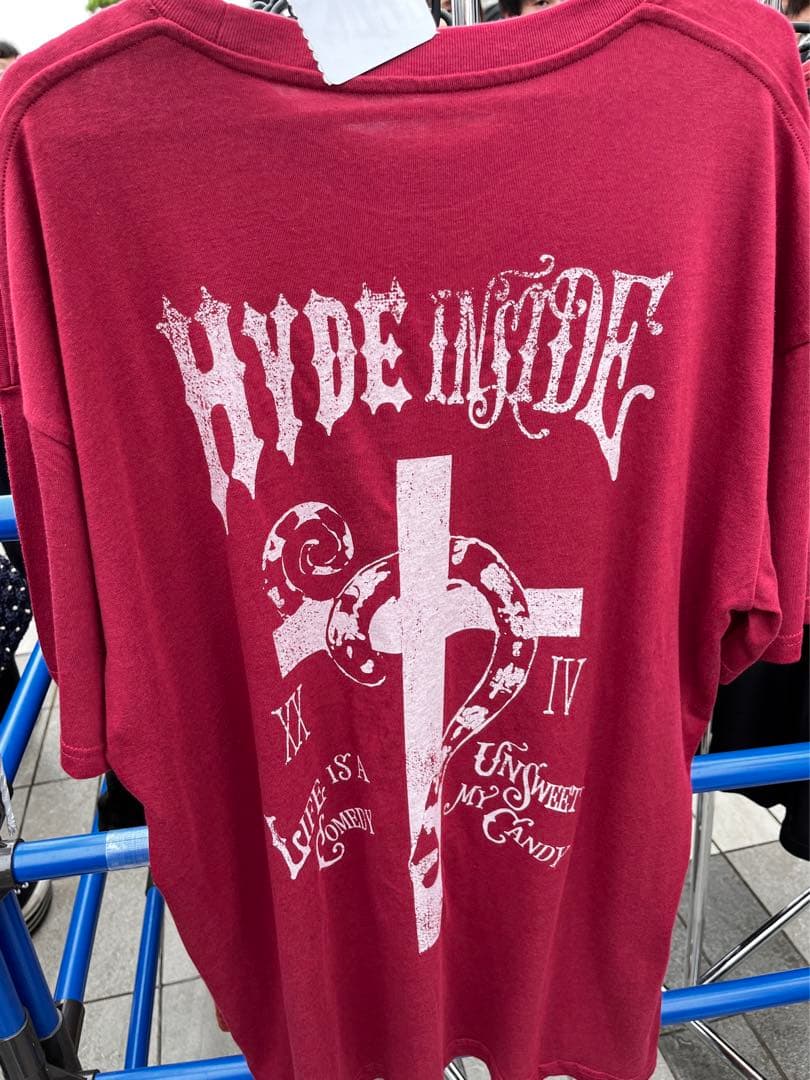 HYDE INSIDE
XX
IV
LIFE IS A
COMEDY
UNSWEET
MY
CANDY